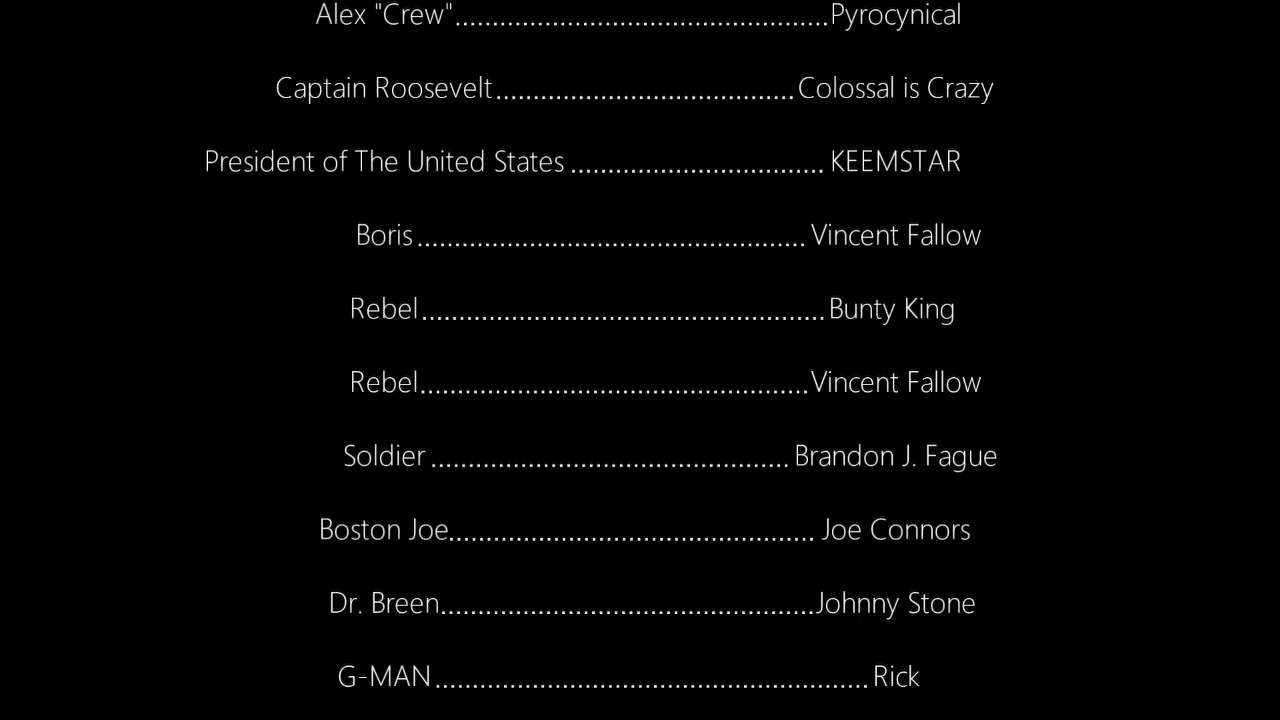 Alex "Crew"........................................Pyrocynical
Captain Roosevelt................................Colossal is Crazy
President of The United States ........................... KEEMSTAR
Boris .......................................... Vincent Fallow
Rebel...........................................Bunty King
Rebel..........................................Vincent Fallow
Soldier ....................................... Brandon J. Fague
Boston Joe....................................... Joe Connors
Dr. Breen........................................Johnny Stone
G-MAN .............................................. Rick